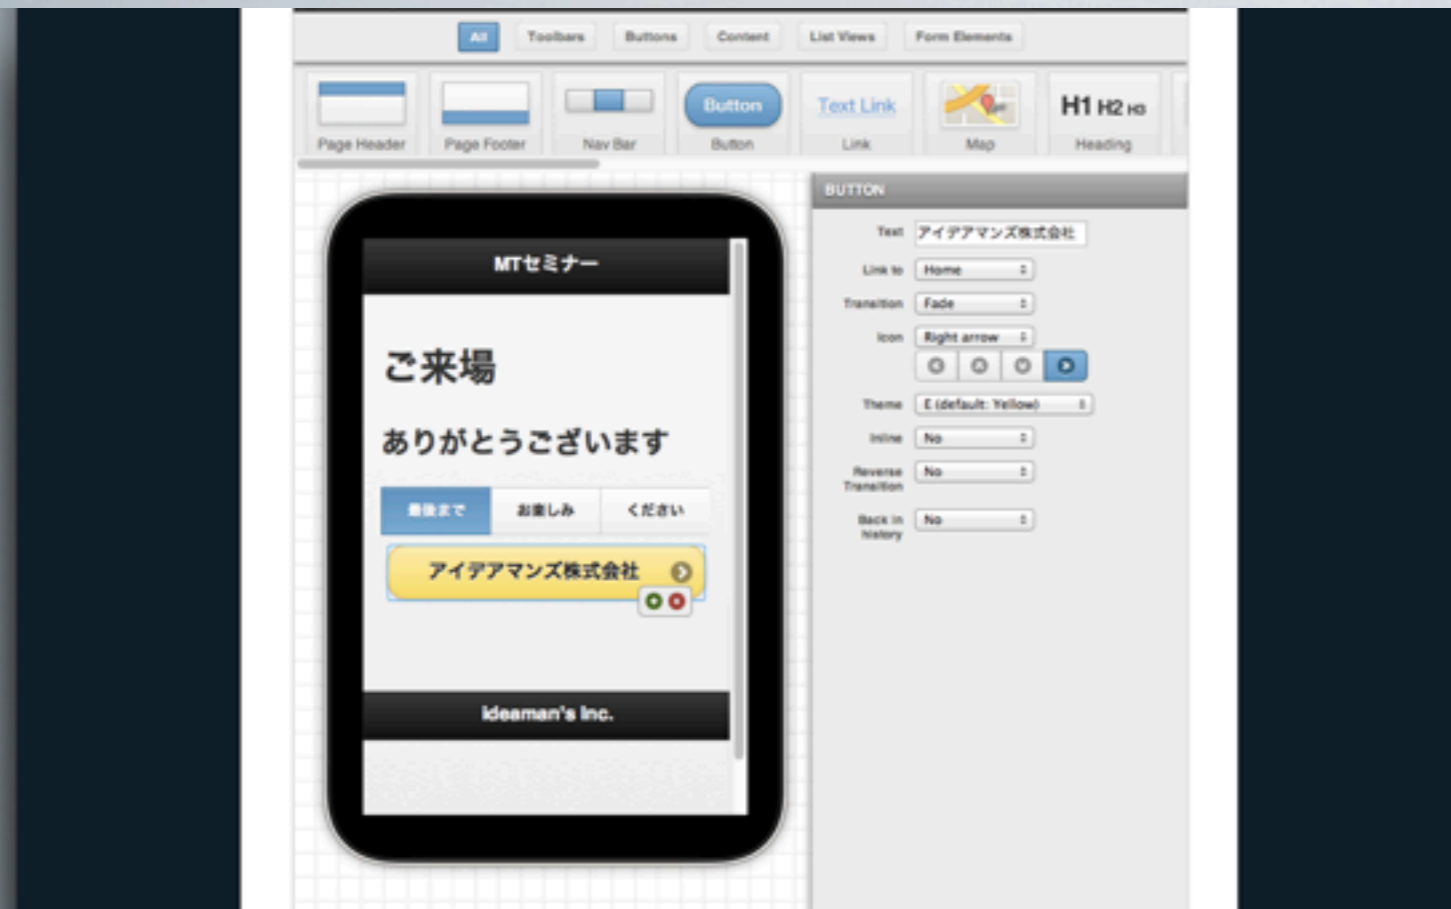 All Toolbars Buttons Content List Views Form Elements
Button Text Link H1 H2 H3
Page Header Page Footer Nav Bar Button Link Map Heading
BUTTON
Text アイデアマンズ株式会社
Link to Home
Transition Fade
Icon Right arrow
Theme E (default: Yellow)
Inline No
Reverse Transition No
Back in history No
MTセミナー
ご来場
ありがとうございます
最後まで お楽しみ ください
アイデアマンズ株式会社
ideaman's Inc.